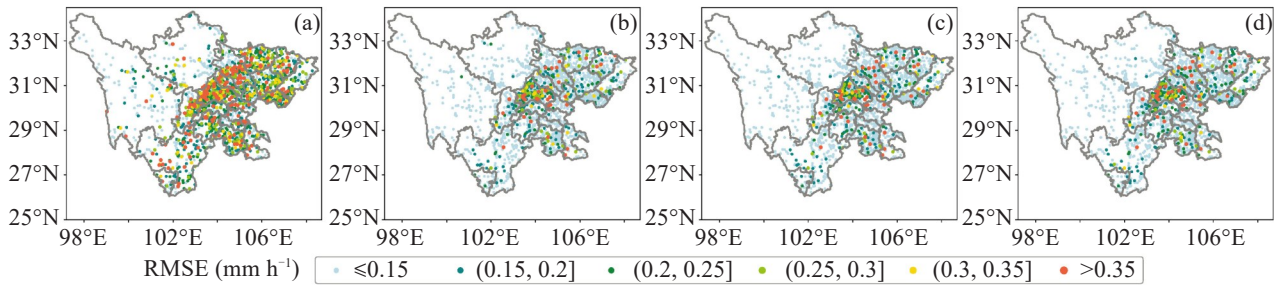 (a) (b) (c) (d)
33°N 33°N 33°N 33°N
31°N 31°N 31°N 31°N
29°N 29°N 29°N 29°N
27°N 27°N 27°N 27°N
25°N 25°N 25°N 25°N
98°E 102°E 106°E 98°E 102°E 106°E 98°E 102°E 106°E 98°E 102°E 106°E
RMSE (mm h⁻¹) ≤0.15 (0.15, 0.2] (0.2, 0.25] (0.25, 0.3] (0.3, 0.35] >0.35